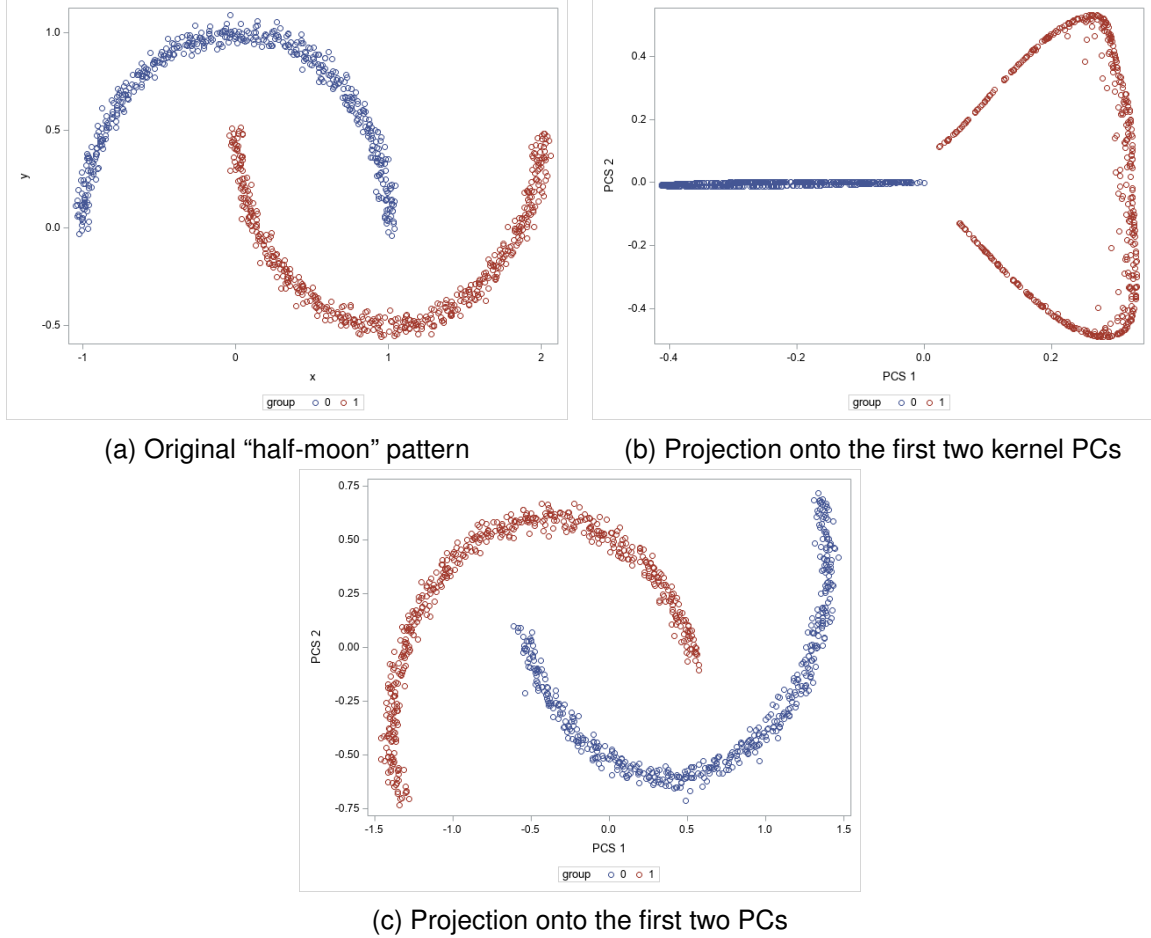 1.0
0.5
0.0
-0.5
y
-1
0
1
2
x
group 0 1
(a) Original “half-moon” pattern
0.4
0.2
0.0
-0.2
-0.4
PCS 2
-0.4
-0.2
0.0
0.2
PCS 1
group 0 1
(b) Projection onto the first two kernel PCs
0.75
0.50
0.25
0.00
-0.25
-0.50
-0.75
PCS 2
-1.5
-1.0
-0.5
0.0
0.5
1.0
1.5
PCS 1
group 0 1
(c) Projection onto the first two PCs